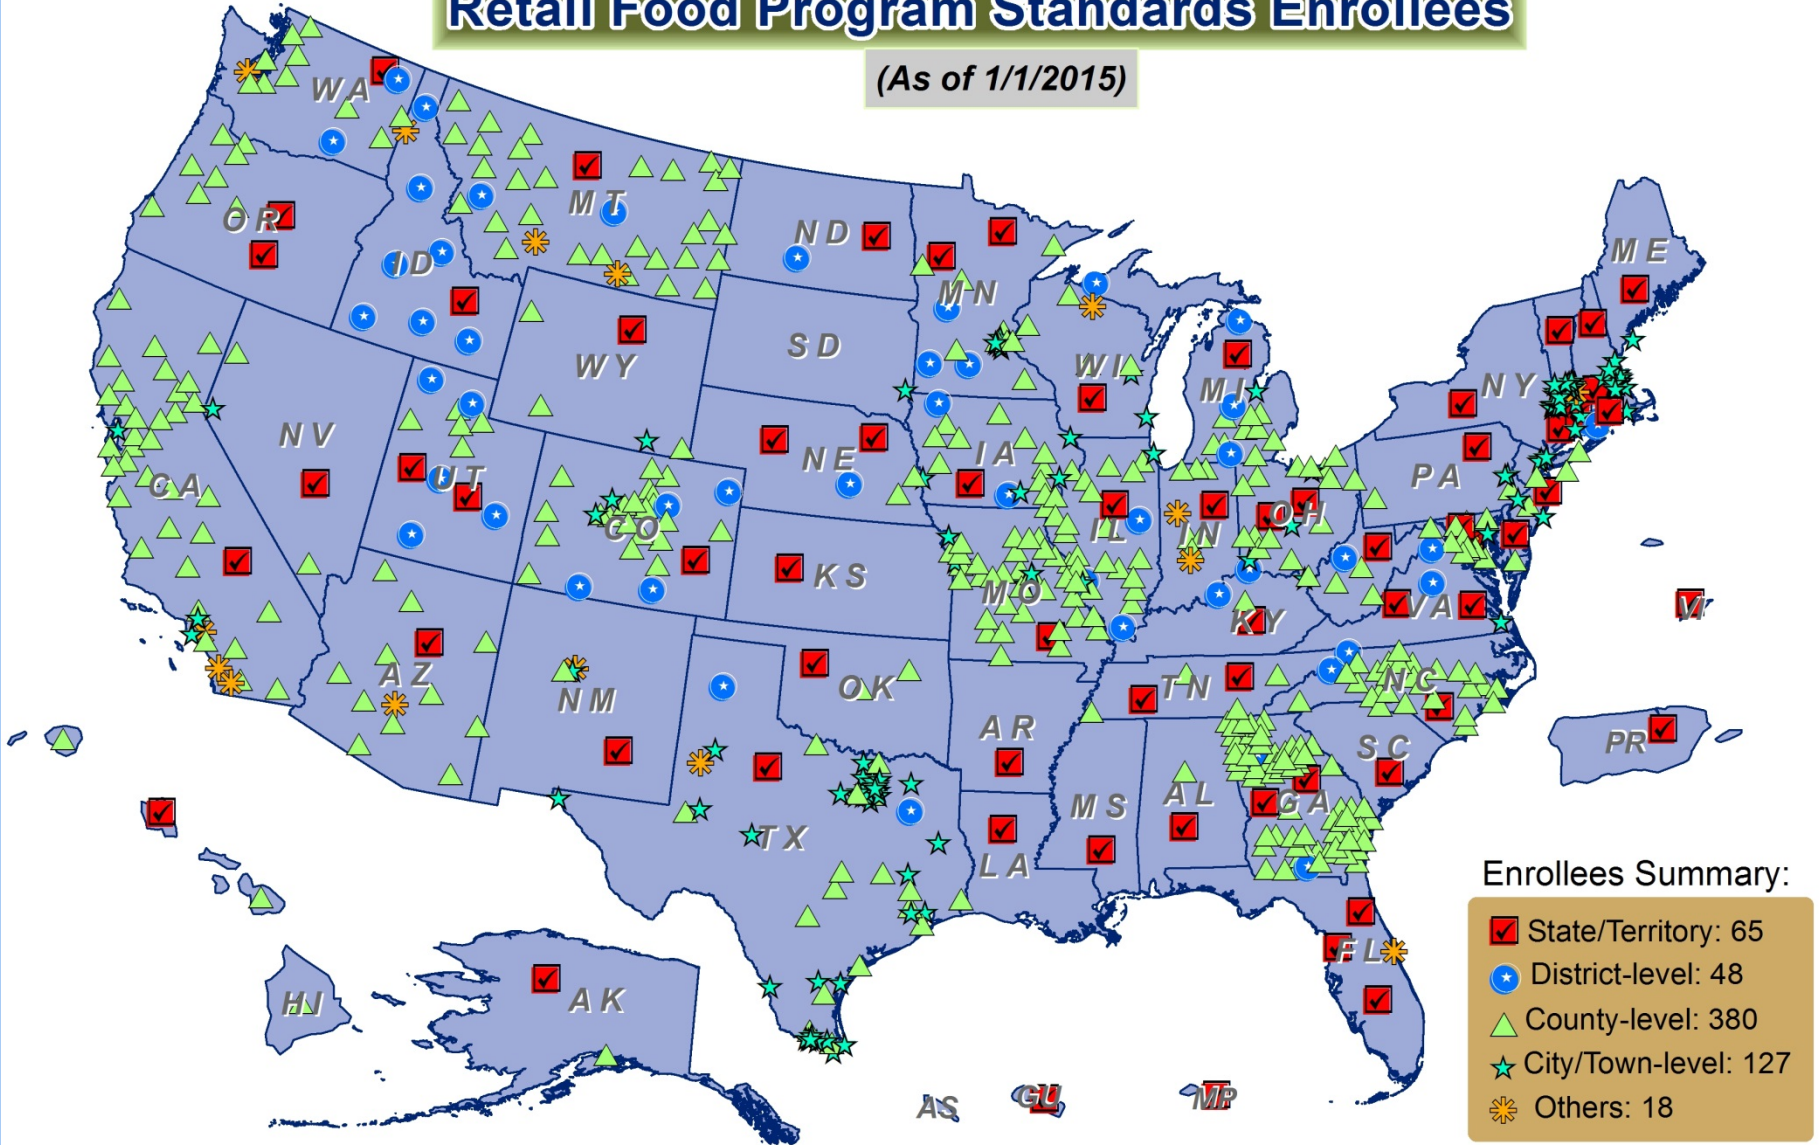 Retail Food Program Standards Enrollees
(As of 1/1/2015)
WA
MT
ME
OR
ND
ID
MN
SD
WI
WY
MI
NY
NV
IA
NE
PA
CA
UT
CO
IL
IN
OH
KS
MO
VA
VI
KY
AZ
OK
TN
NC
NM
AR
SC
PR
MS
AL
GA
TX
LA
FL
HI
AK
AS
GU
MP
Enrollees Summary:
State/Territory: 65
District-level: 48
County-level: 380
City/Town-level: 127
Others: 18